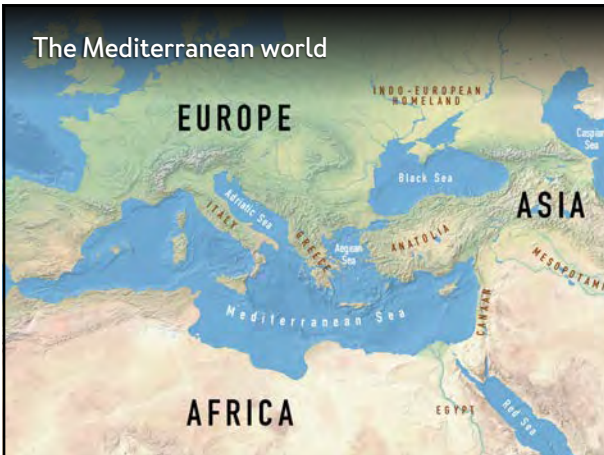 The Mediterranean world
INDO-EUROPEAN
HOMELAND
EUROPE
Caspian
Sea
Black Sea
ASIA
Adriatic Sea
ITALY
GREECE
Aegean
Sea
ANATOLIA
MESOPOTAMI
Mediterranean Sea
CANAAN
AFRICA
EGYPT
Red Sea